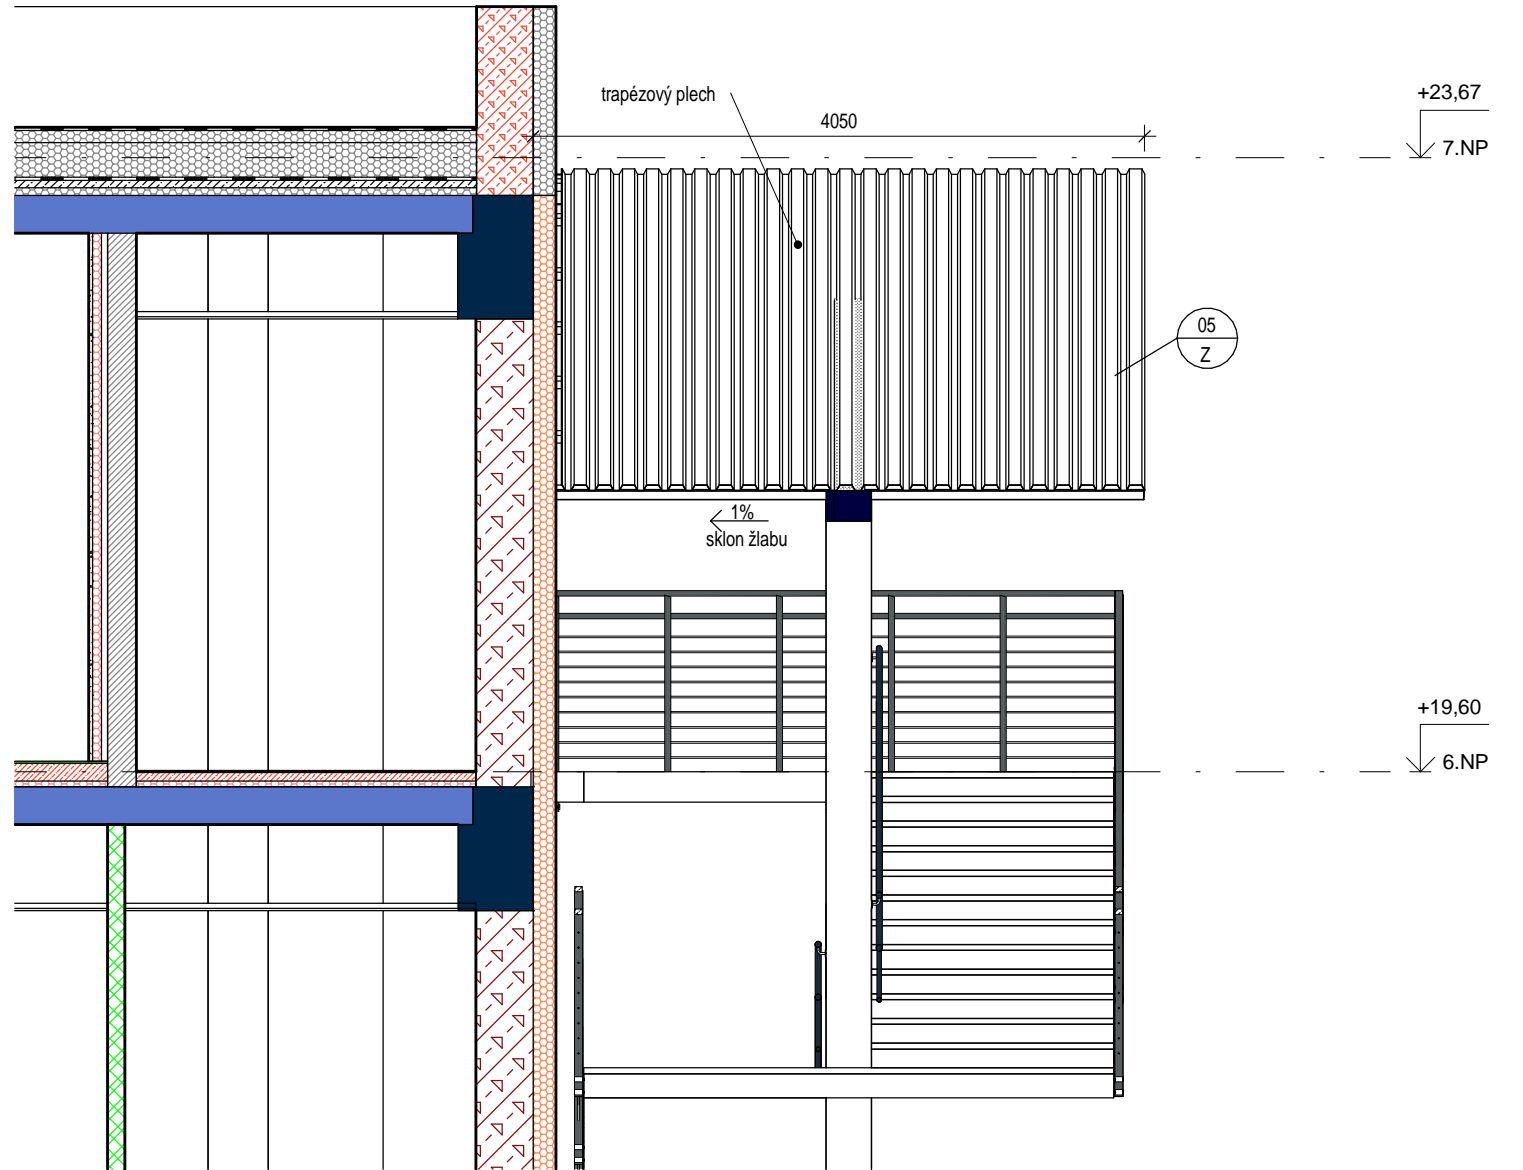 +23,67
trapézový plech
4050
7.NP
05
Z
1%
sklon žlabu
+19,60
6.NP